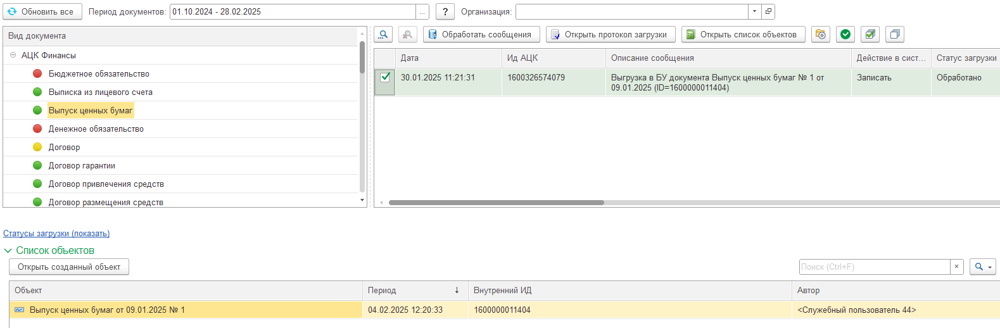 Обновить все
Период документов:
01.10.2024 - 28.02.2025
...
?
Организация:
Вид документа
АЦК Финансы
Бюджетное обязательство
Выписка из лицевого счета
Выпуск ценных бумаг
Денежное обязательство
Договор
Договор гарантии
Договор привлечения средств
Договор размещения средств
Обработать сообщения
Открыть протокол загрузки
Открыть список объектов
Дата
Ид АЦК
Описание сообщения
Действие в сист...
Статус загрузки
30.01.2025 11:21:31
1600326574079
Выгрузка в БУ документа Выпуск ценных бумаг № 1 от
09.01.2025 (ID=1600000011404)
Записать
Обработано
Статусы загрузки (показать)
Список объектов
Открыть созданный объект
Поиск (Ctrl+F)
×
Объект
Период
↓
Внутренний ИД
Автор
Выпуск ценных бумаг от 09.01.2025 № 1
04.02.2025 12:20:33
1600000011404
<Служебный пользователь 44>